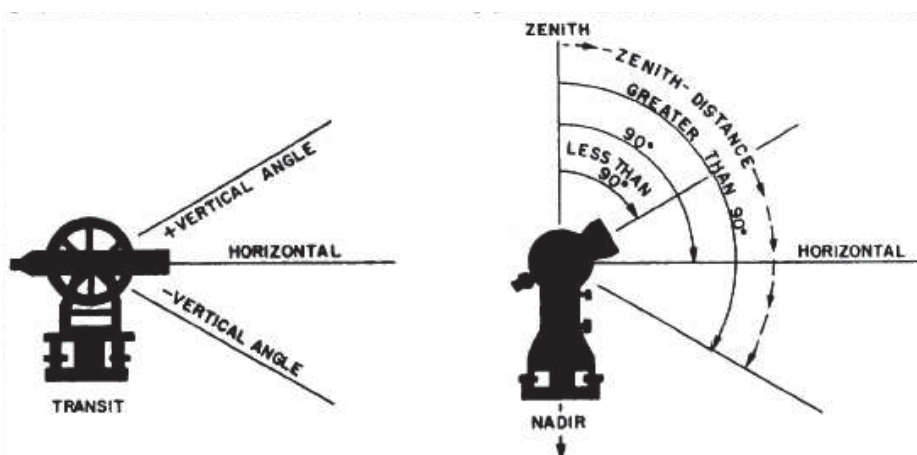 +VERTICAL ANGLE
HORIZONTAL
-VERTICAL ANGLE
TRANSIT
ZENITH
ZENITH-DISTANCE
GREATER THAN 90°
90°
LESS THAN
90°
HORIZONTAL
NADIR